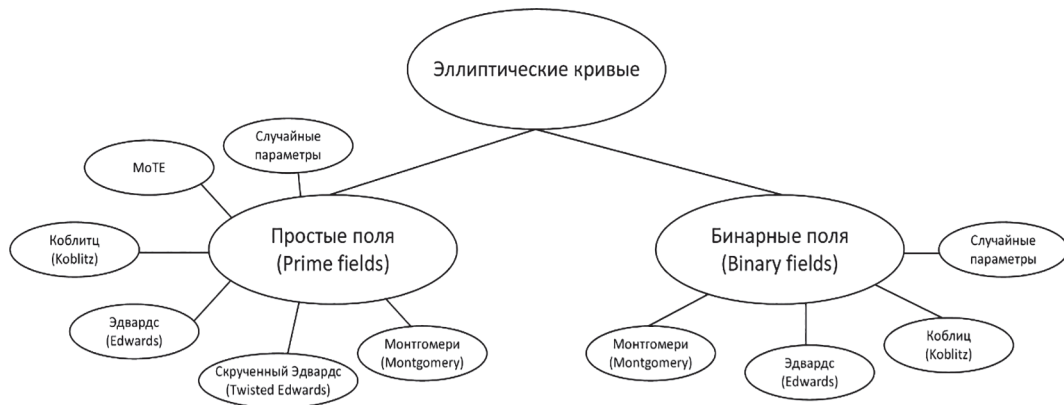 Эллиптические кривые
Случайные
параметры
MoTE
Коблитц
(Koblitz)
Простые поля
(Prime fields)
Эдвардс
(Edwards)
Скрученный Эдвардс
(Twisted Edwards)
Монтгомери
(Montgomery)
Бинарные поля
(Binary fields)
Случайные
параметры
Монтгомери
(Montgomery)
Эдвардс
(Edwards)
Коблиц
(Koblitz)